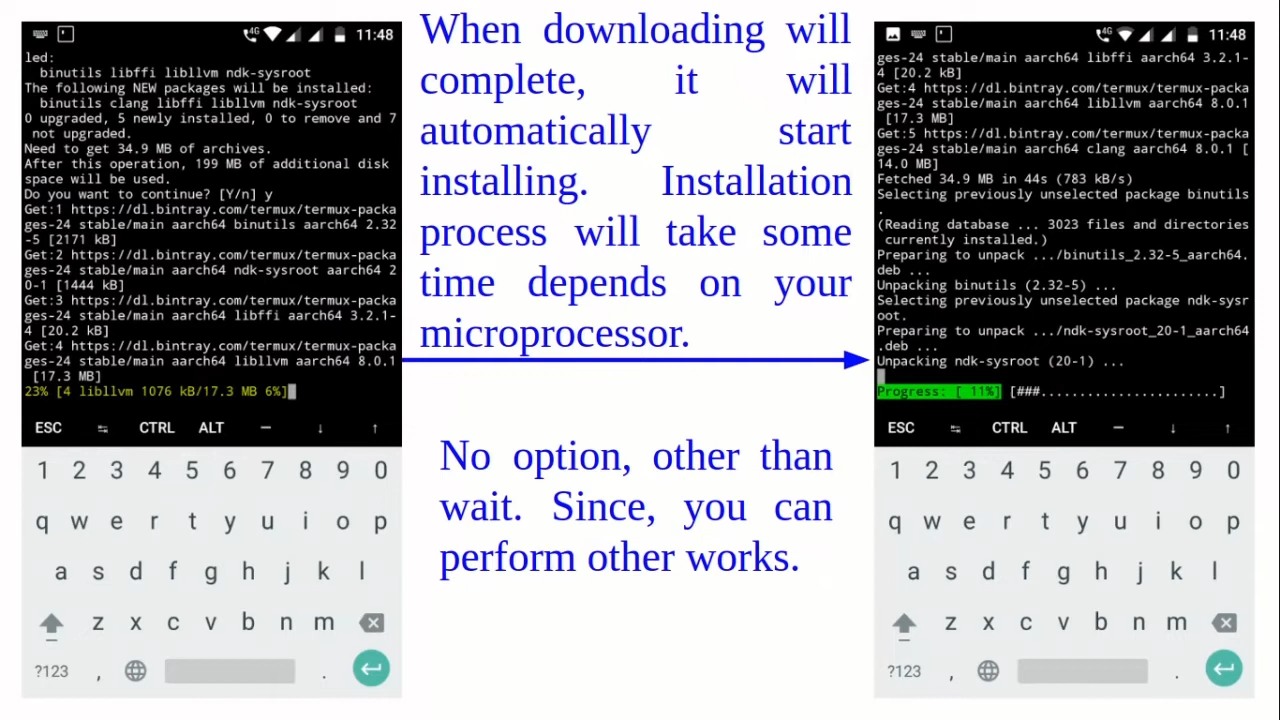 11:48
led:
binutils libffi libllvm ndk-sysroot
The following NEW packages will be installed:
binutils clang libffi libllvm ndk-sysroot
0 upgraded, 5 newly installed, 0 to remove and 7
not upgraded.
Need to get 34.9 MB of archives.
After this operation, 199 MB of additional disk
space will be used.
Do you want to continue? [Y/n] y
Get:1 https://dl.bintray.com/termux/termux-packa
ges-24 stable/main aarch64 binutils aarch64 2.32
-5 [2171 kB]
Get:2 https://dl.bintray.com/termux/termux-packa
ges-24 stable/main aarch64 ndk-sysroot aarch64 2
0-1 [1444 kB]
Get:3 https://dl.bintray.com/termux/termux-packa
ges-24 stable/main aarch64 libffi aarch64 3.2.1-
4 [20.2 kB]
Get:4 https://dl.bintray.com/termux/termux-packa
ges-24 stable/main aarch64 libllvm aarch64 8.0.1
[17.3 MB]
23% [4 libllvm 1076 kB/17.3 MB 6%]
ESC CTRL ALT — ↓ ↑
1 2 3 4 5 6 7 8 9 0
q w e r t y u i o p
a s d f g h j k l
z x c v b n m
?123 , .
When downloading will
complete, it will
automatically start
installing. Installation
process will take some
time depends on your
microprocessor.
No option, other than
wait. Since, you can
perform other works.
4G 11:48
ges-24 stable/main aarch64 libffi aarch64 3.2.1-
4 [20.2 kB]
Get:4 https://dl.bintray.com/termux/termux-packa
ges-24 stable/main aarch64 libllvm aarch64 8.0.1
[17.3 MB]
Get:5 https://dl.bintray.com/termux/termux-packa
ges-24 stable/main aarch64 clang aarch64 8.0.1 [
14.0 MB]
Fetched 34.9 MB in 44s (783 kB/s)
Selecting previously unselected package binutils
.
(Reading database ... 3023 files and directories
currently installed.)
Preparing to unpack .../binutils_2.32-5_aarch64.
deb ...
Unpacking binutils (2.32-5) ...
Selecting previously unselected package ndk-sysr
oot.
Preparing to unpack .../ndk-sysroot_20-1_aarch64
.deb ...
Unpacking ndk-sysroot (20-1) ...
Progress: [ 11%] [###.......................]
ESC CTRL ALT — ↓ ↑
1 2 3 4 5 6 7 8 9 0
q w e r t y u i o p
a s d f g h j k l
z x c v b n m
?123 , .